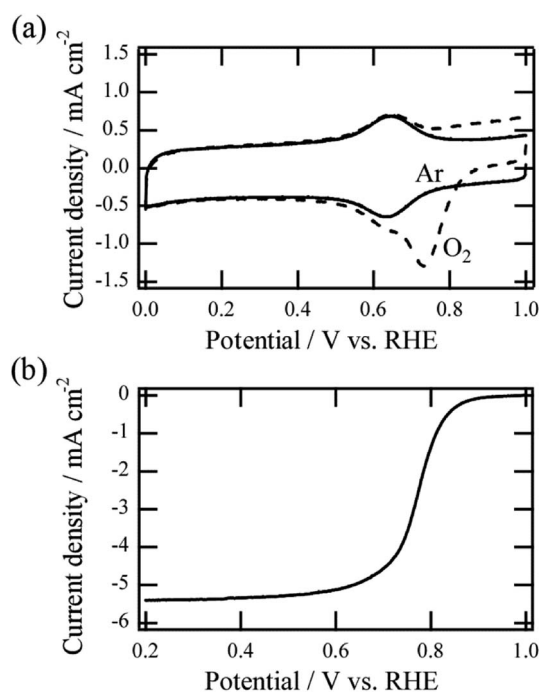 (a)
Current density / mA cm-2
1.5
1.0
0.5
0.0
-0.5
-1.0
-1.5
Ar
O2
0.0 0.2 0.4 0.6 0.8 1.0
Potential / V vs. RHE
(b)
Current density / mA cm-2
0
-1
-2
-3
-4
-5
-6
0.2 0.4 0.6 0.8 1.0
Potential / V vs. RHE